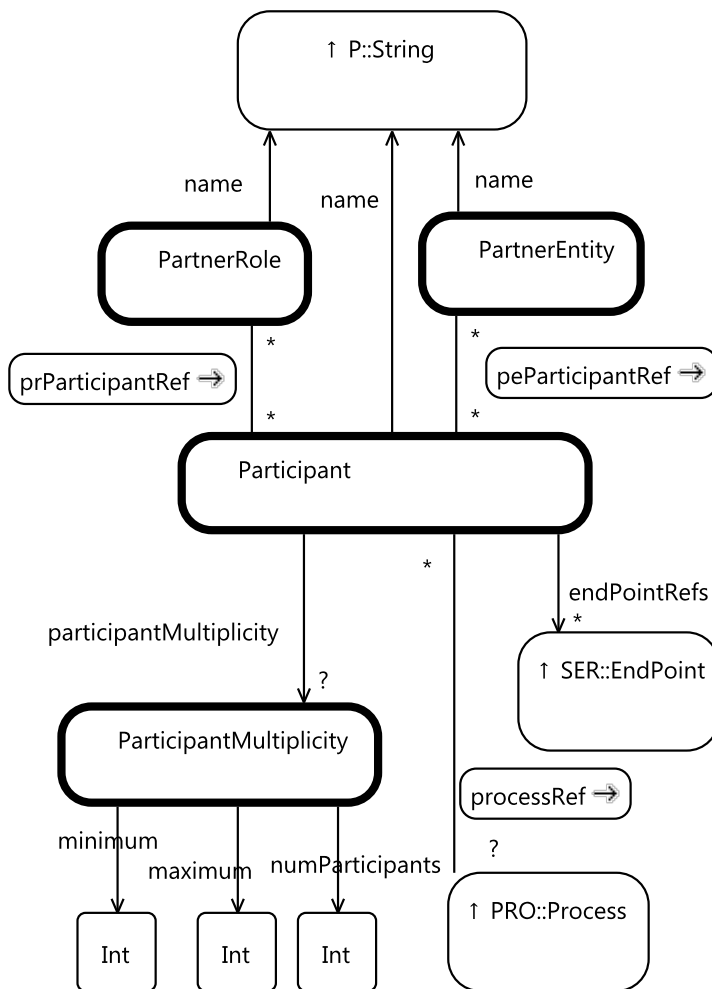 ↑ P::String
name
name
name
PartnerRole
PartnerEntity
*
*
prParticipantRef →
peParticipantRef →
*
*
Participant
*
endPointRefs
*
participantMultiplicity
?
↑ SER::EndPoint
ParticipantMultiplicity
processRef →
minimum
maximum
numParticipants
?
↑ PRO::Process
Int
Int
Int